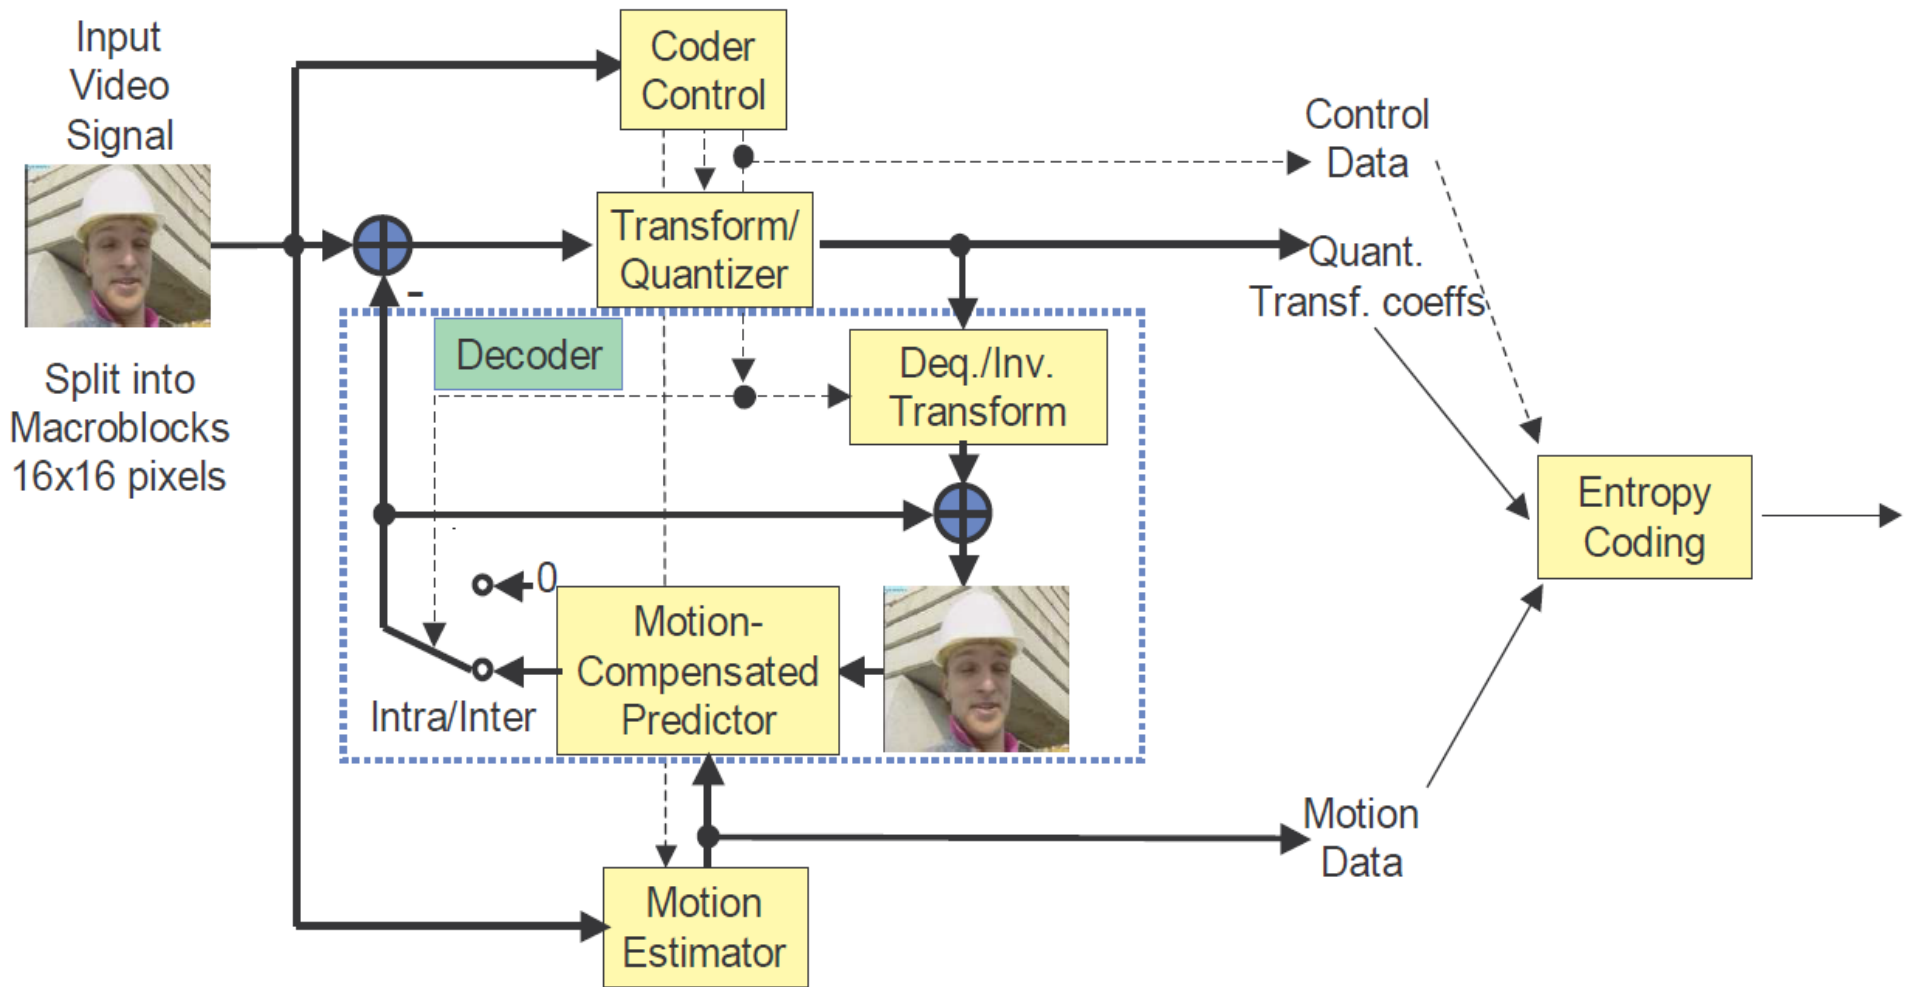 Input
Video
Signal
Split into
Macroblocks
16x16 pixels
Coder
Control
Transform/
Quantizer
-
Decoder
Deq./Inv.
Transform
0
Intra/Inter
Motion-
Compensated
Predictor
Motion
Estimator
Control
Data
Quant.
Transf. coeffs
Motion
Data
Entropy
Coding